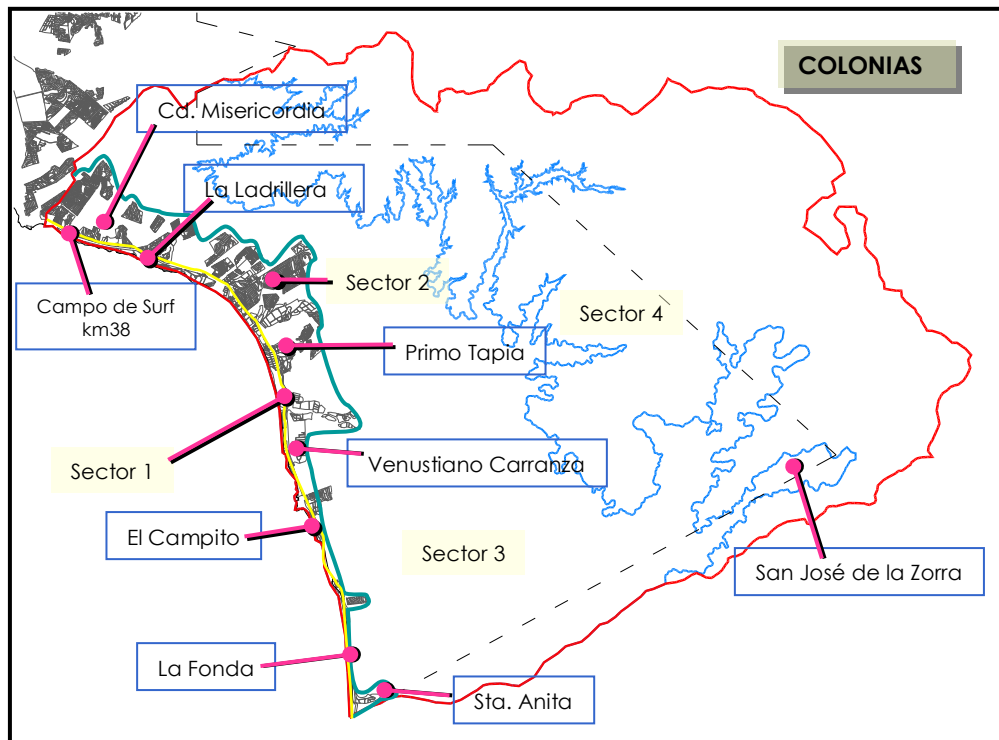 COLONIAS
Cd. Misericordia
La Ladrillera
Sector 2
Campo de Surf
km38
Sector 4
Primo Tapia
Sector 1
Venustiano Carranza
El Campito
Sector 3
San José de la Zorra
La Fonda
Sta. Anita